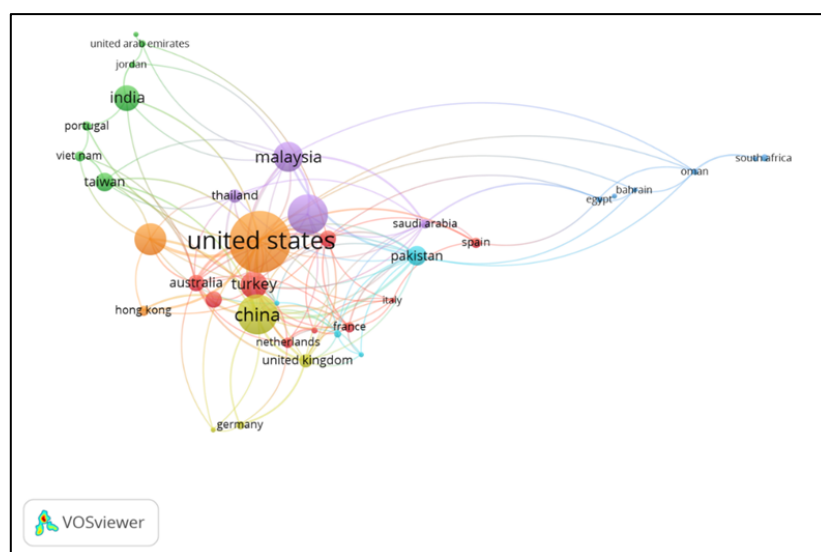 united arab emirates
jordan
india
portugal
viet nam
taiwan
malaysia
thailand
united states
saudi arabia
spain
pakistan
egypt
bahrain
oman
south africa
australia
turkey
hong kong
china
italy
france
netherlands
united kingdom
germany
VOSviewer